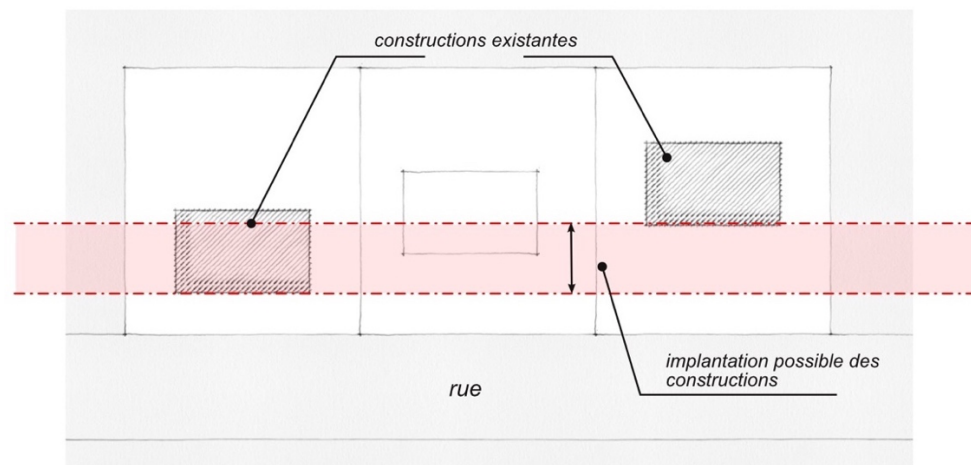 constructions existantes
implantation possible des
constructions
rue